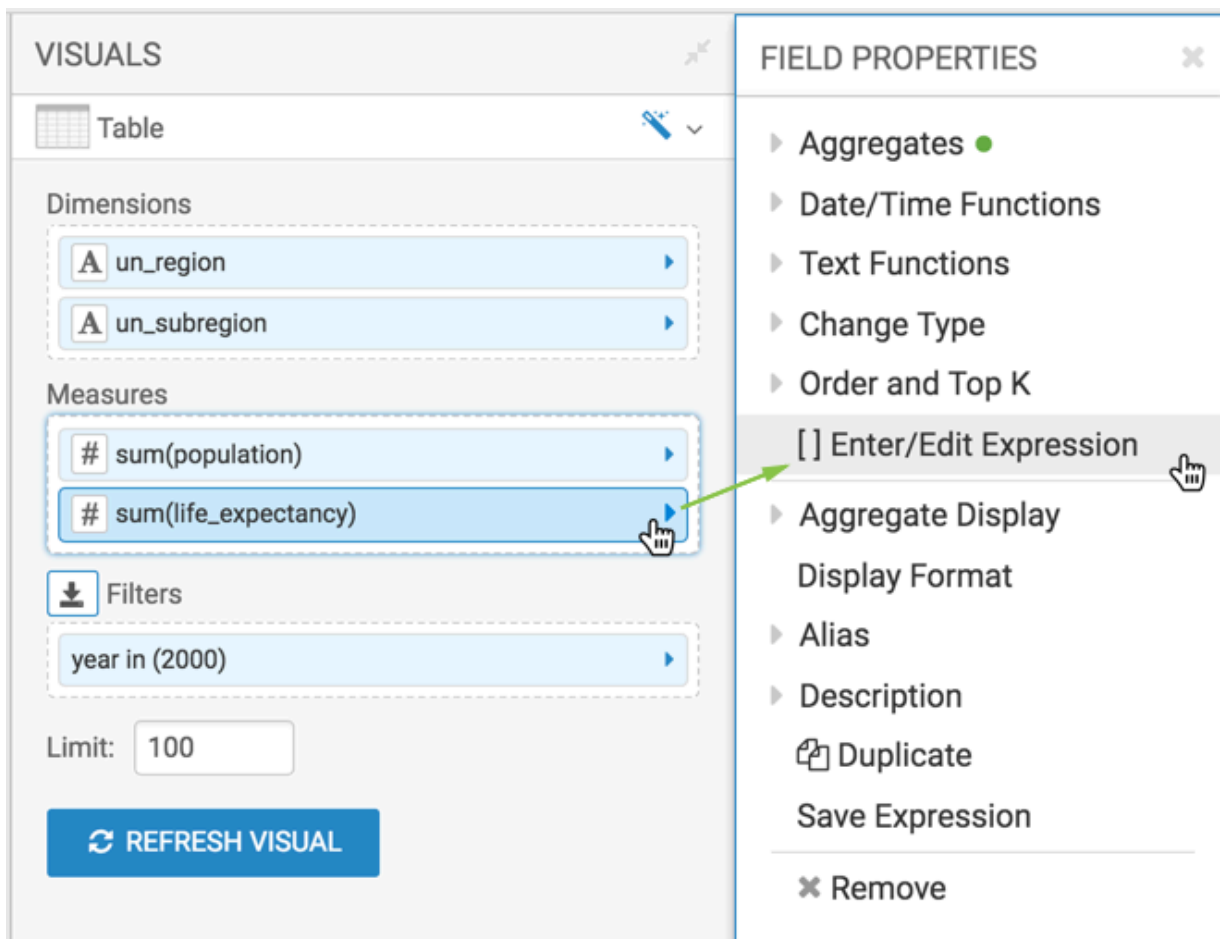 VISUALS
Table
Dimensions
A un_region
A un_subregion
Measures
# sum(population)
# sum(life_expectancy)
Filters
year in (2000)
Limit: 100
REFRESH VISUAL
FIELD PROPERTIES
Aggregates
Date/Time Functions
Text Functions
Change Type
Order and Top K
[ ] Enter/Edit Expression
Aggregate Display
Display Format
Alias
Description
Duplicate
Save Expression
Remove